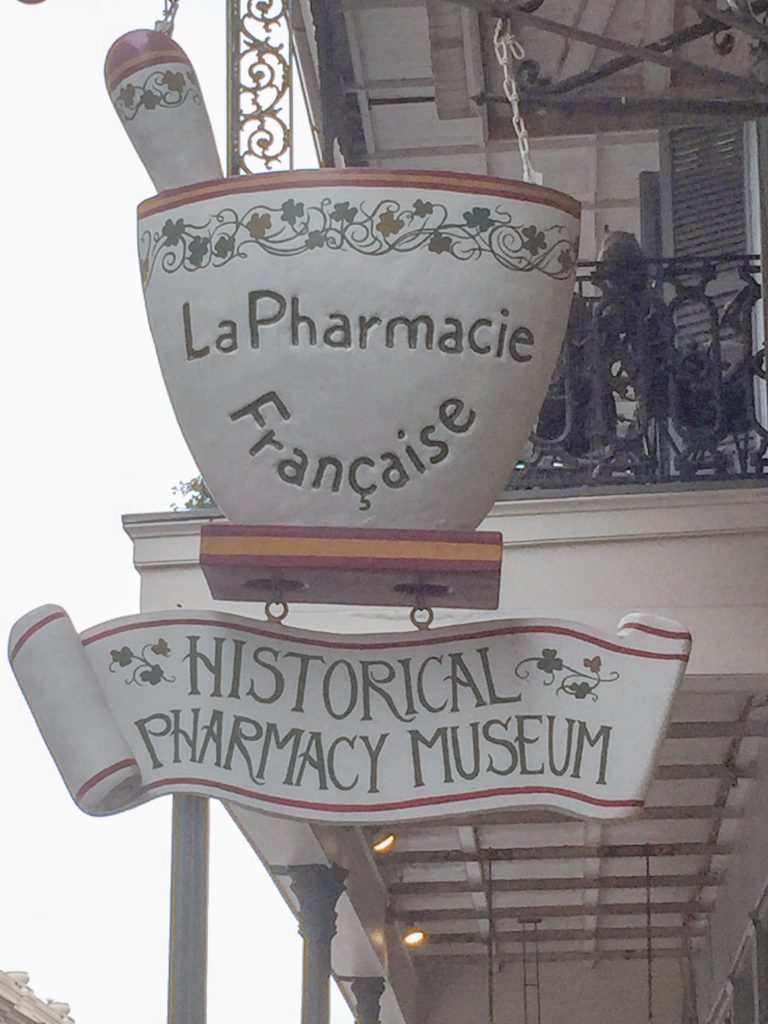 La Pharmacie
Française
HISTORICAL
PHARMACY MUSEUM